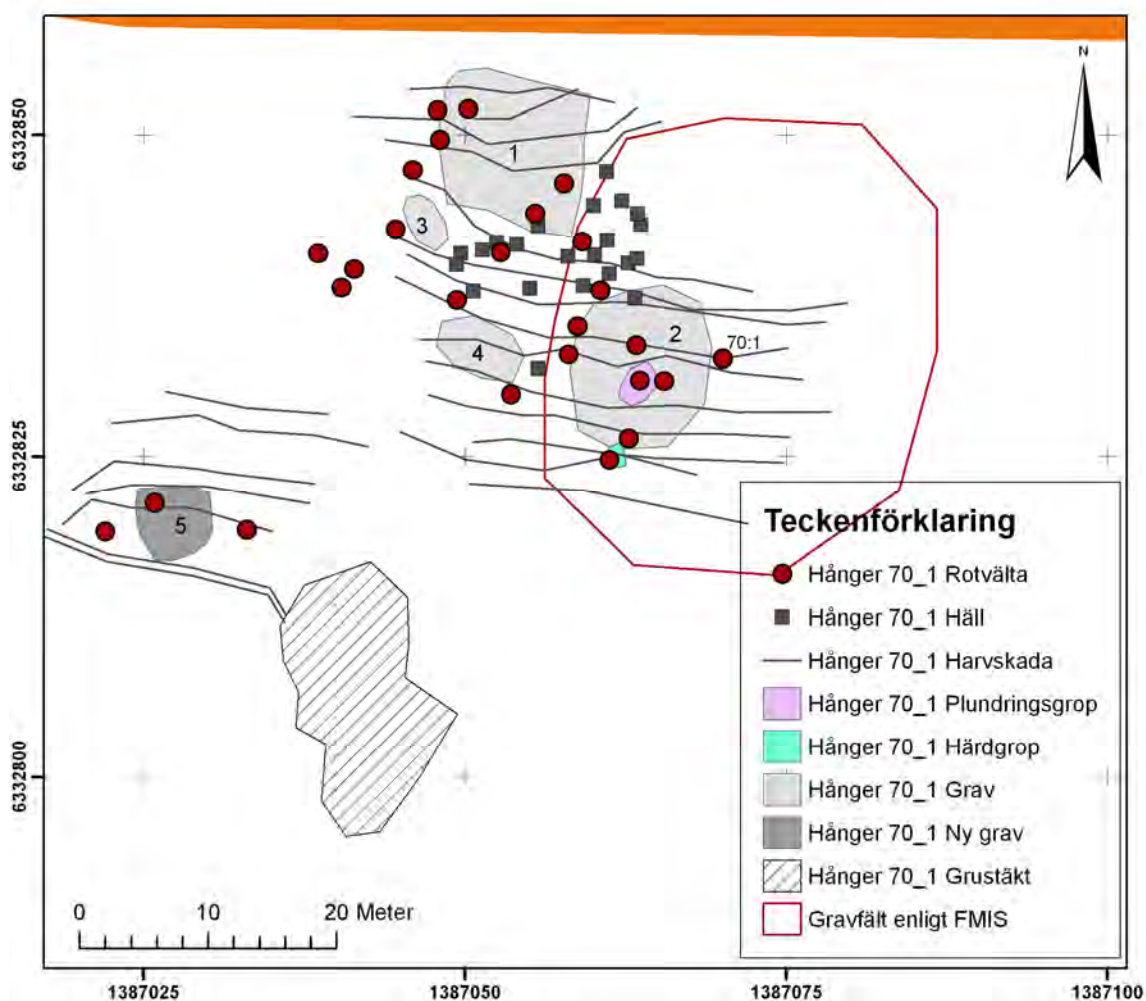 N
6332850
6332825
6332800
1
3
2
70:1
4
5
Teckenförklaring
Hånger 70_1 Rotvälta
Hånger 70_1 Häll
Hånger 70_1 Harvskada
Hånger 70_1 Plundringsgrop
Hånger 70_1 Härdgrop
Hånger 70_1 Grav
Hånger 70_1 Ny grav
Hånger 70_1 Grustäkt
Gravfält enligt FMIS
0 10 20 Meter
1387025 1387050 1387075 1387100